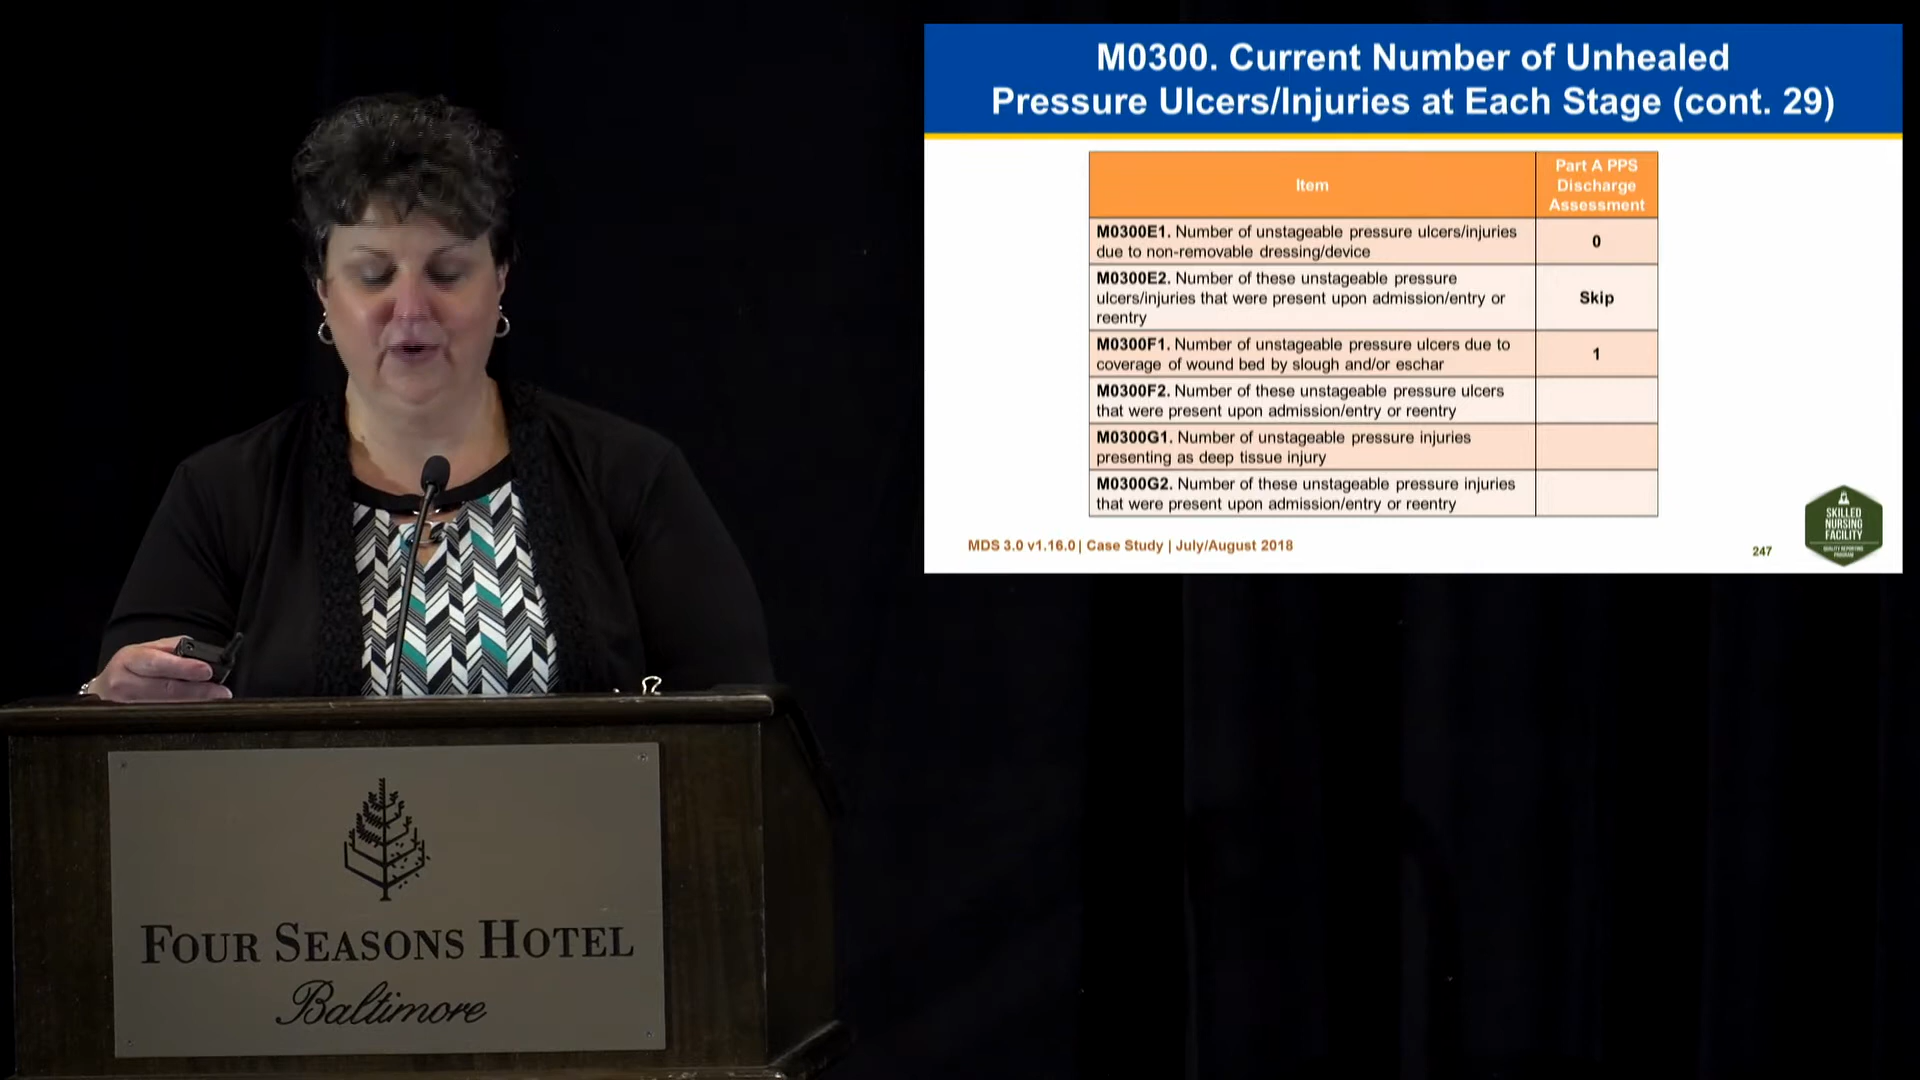 M0300. Current Number of Unhealed
Pressure Ulcers/Injuries at Each Stage (cont. 29)
Item
Part A PPS
Discharge
Assessment
M0300E1. Number of unstageable pressure ulcers/injuries
due to non-removable dressing/device
0
M0300E2. Number of these unstageable pressure
ulcers/injuries that were present upon admission/entry or
reentry
Skip
M0300F1. Number of unstageable pressure ulcers due to
coverage of wound bed by slough and/or eschar
1
M0300F2. Number of these unstageable pressure ulcers
that were present upon admission/entry or reentry
M0300G1. Number of unstageable pressure injuries
presenting as deep tissue injury
M0300G2. Number of these unstageable pressure injuries
that were present upon admission/entry or reentry
MDS 3.0 v1.16.0 | Case Study | July/August 2018
247
SKILLED
NURSING
FACILITY
QUALITY REPORTING
PROGRAM
FOUR SEASONS HOTEL
Baltimore